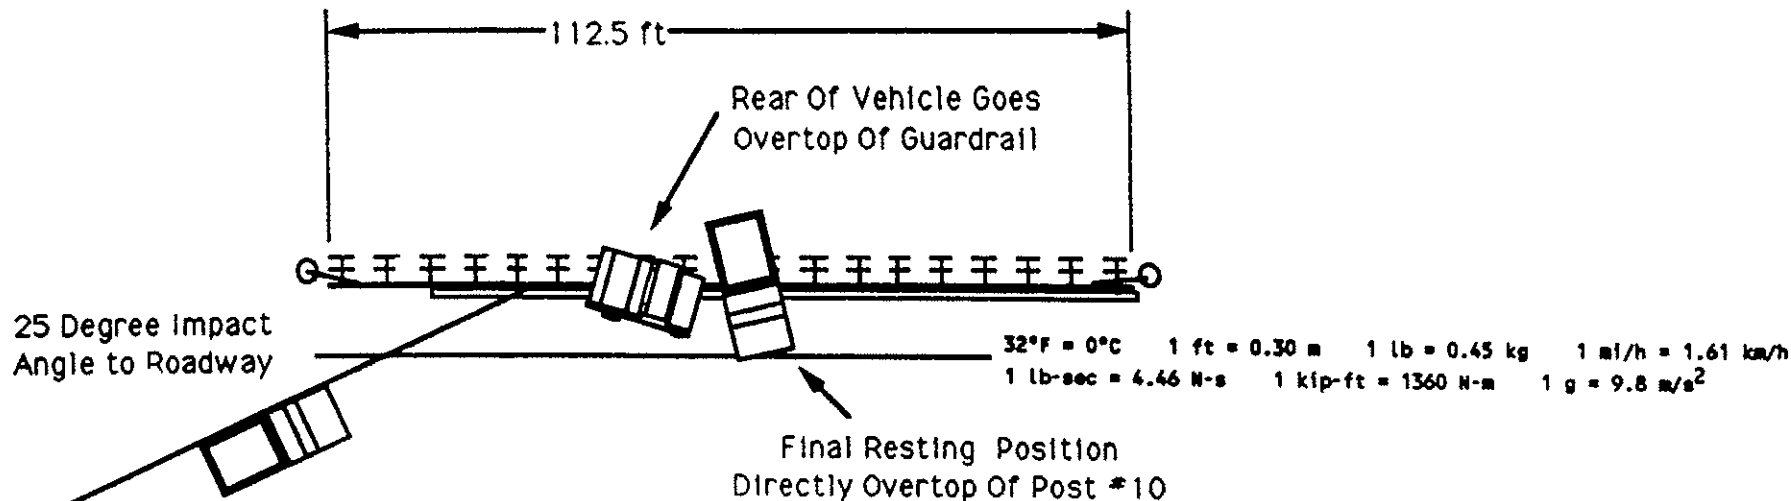 112.5 ft
Rear Of Vehicle Goes
Overtop Of Guardrail
25 Degree Impact
Angle to Roadway
32°F = 0°C 1 ft = 0.30 m 1 lb = 0.45 kg 1 mi/h = 1.61 km/h
1 lb-sec = 4.46 N-s 1 kip-ft = 1360 N-m 1 g = 9.8 m/s²
Final Resting Position
Directly Overtop Of Post #10